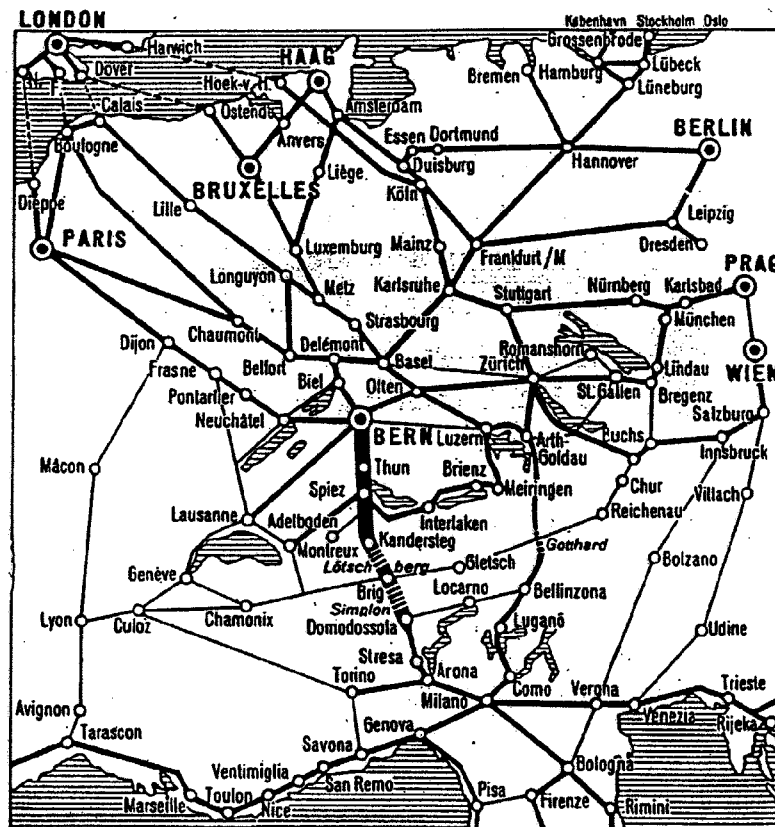 LONDON
København Stockholm Oslo
Harwich
HAAG
Grossenbrode
Dover
Hoek v. H.
Bremen
Hamburg
Lübeck
N.
F.
Calais
Ostende
Amsterdam
Lüneburg
Boulogne
Anvers
Essen Dortmund
BERLIN
Duisburg
Hannover
BRUXELLES
Liège
Köln
Dieppe
Lille
Leipzig
PARIS
Luxemburg
Mainz
Frankfurt/M
Dresden
PRAG
Longuyon
Metz
Karlsruhe
Nürnberg
Karlsbad
Stuttgart
München
Chaumont
Strasbourg
Dijon
Delémont
Romanshorn
Frasne
Belfort
Basel
Zürich
Lindau
WIEN
Biel
Olten
St.Gallen
Pontarlier
Bregenz
Neuchâtel
Salzburg
BERN
Luzern
Arth-
Goldau
Buchs
Innsbruck
Mâcon
Thun
Brienz
Chur
Spiez
Meiringen
Villach
Lausanne
Adelboden
Interlaken
Reichenau
Montreux
Kandersteg
Gotthard
Genève
Lötschberg
Gletsch
Bolzano
Brig
Locarno
Bellinzona
Simplon
Lyon
Culoz
Chamonix
Domodossola
Luganò
Udine
Stresa
Torino
Arona
Como
Verona
Trieste
Avignon
Milano
Venezia
Rijeka
Tarascon
Genova
Savona
Bologna
Ventimiglia
San Remo
Marseille
Toulon
Nice
Pisa
Firenze
Rimini